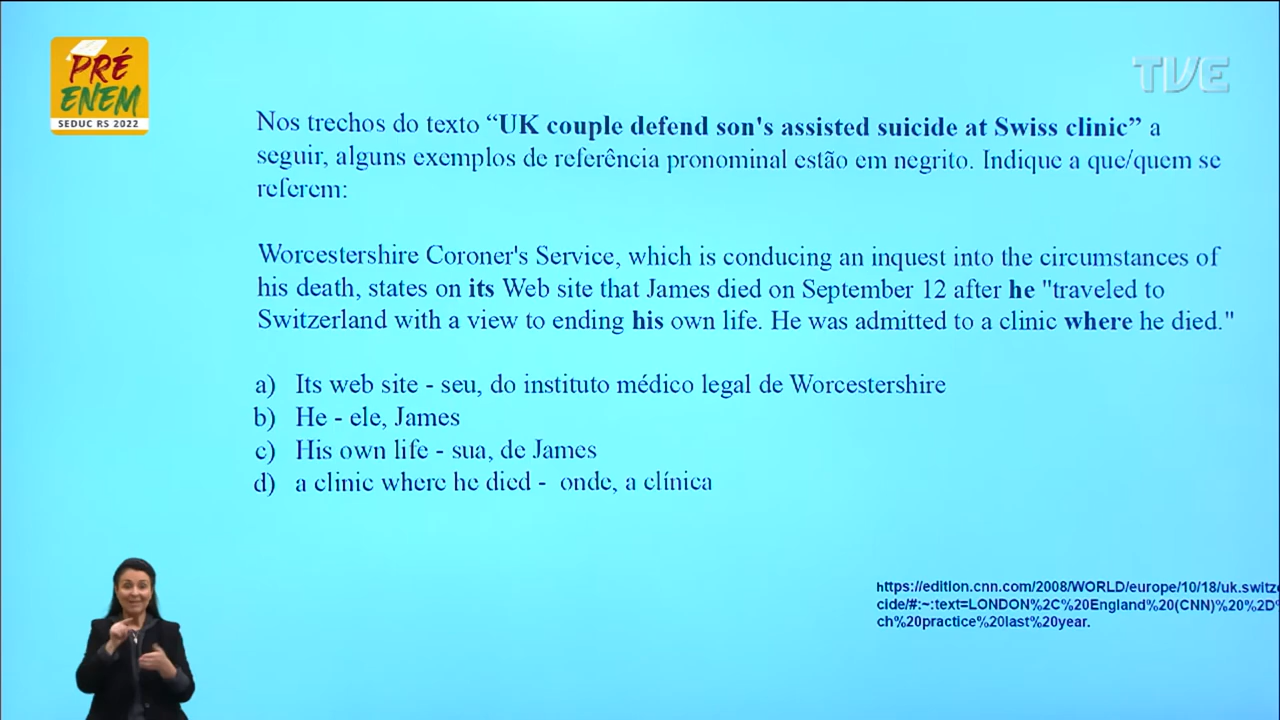 PRÉ
ENEM
SEDUC RS 2022
TVE
Nos trechos do texto “UK couple defend son's assisted suicide at Swiss clinic” a
seguir, alguns exemplos de referência pronominal estão em negrito. Indique a que/quem se
referem:
Worcestershire Coroner's Service, which is conducing an inquest into the circumstances of
his death, states on its Web site that James died on September 12 after he "traveled to
Switzerland with a view to ending his own life. He was admitted to a clinic where he died."
a) Its web site - seu, do instituto médico legal de Worcestershire
b) He - ele, James
c) His own life - sua, de James
d) a clinic where he died - onde, a clínica
https://edition.cnn.com/2008/WORLD/europe/10/18/uk.switz
cide/#:~:text=LONDON%2C%20England%20(CNN)%20%2D%
ch%20practice%20last%20year.